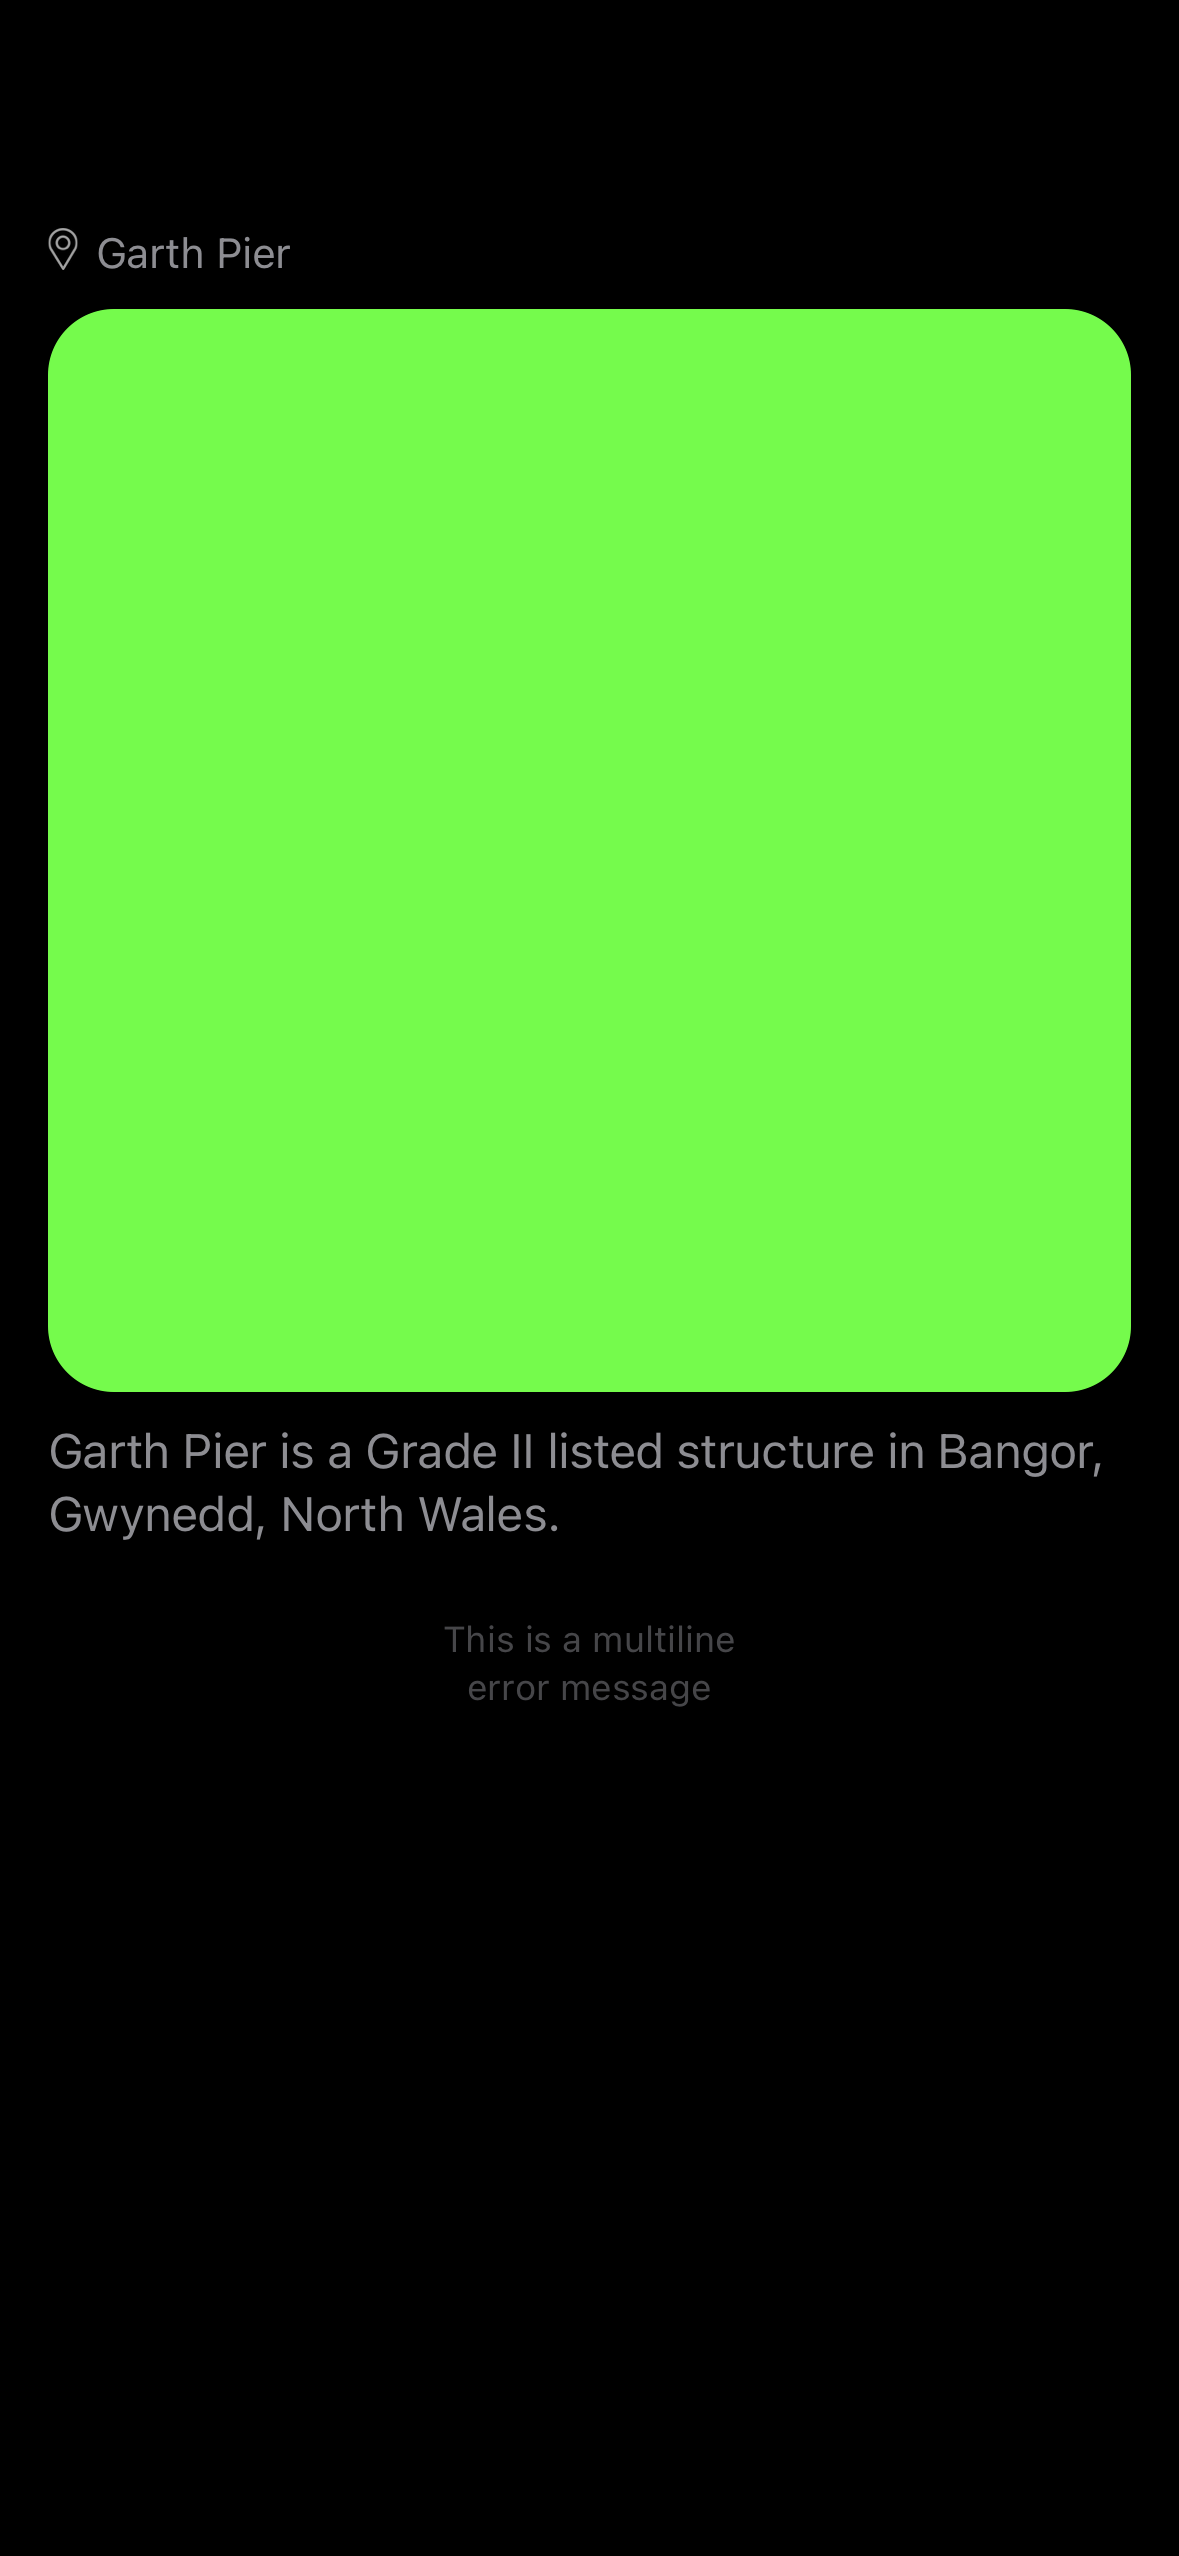 Garth Pier
Garth Pier is a Grade II listed structure in Bangor,
Gwynedd, North Wales.
This is a multiline
error message